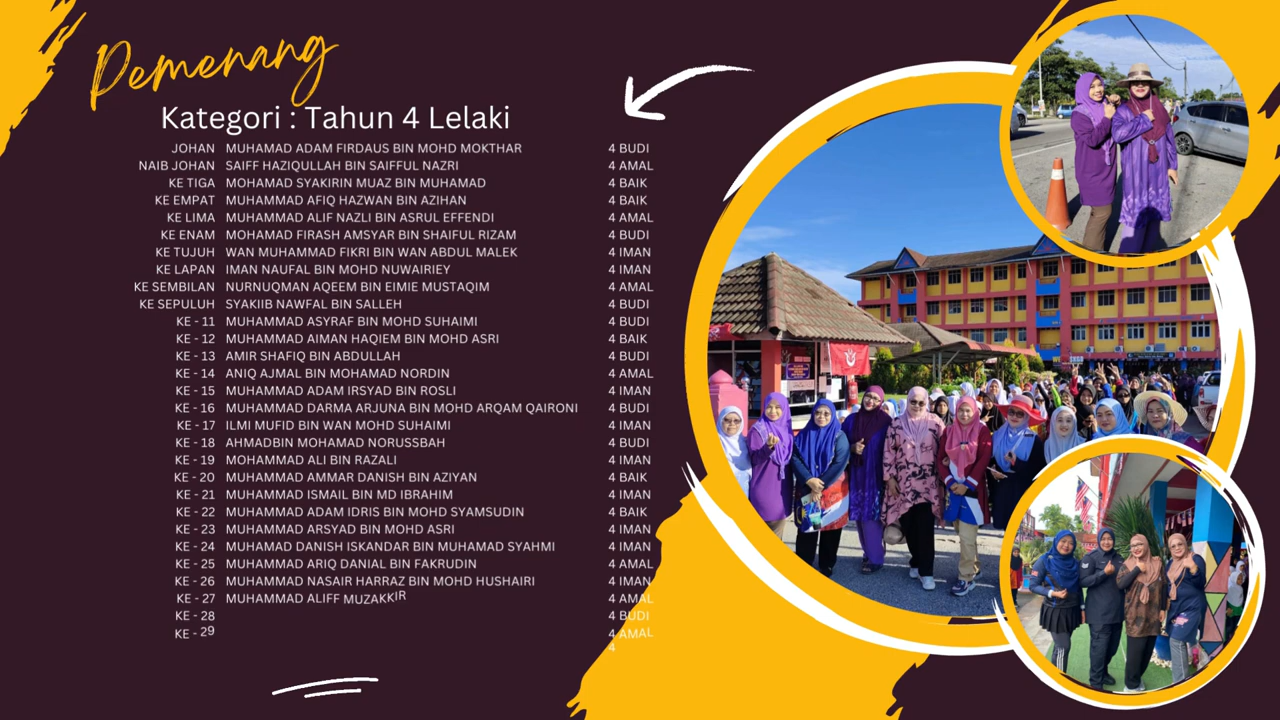 Pemenang
Kategori : Tahun 4 Lelaki
JOHAN MUHAMAD ADAM FIRDAUS BIN MOHD MOKTHAR 4 BUDI
NAIB JOHAN SAIFF HAZIQULLAH BIN SAIFFUL NAZRI 4 AMAL
KE TIGA MOHAMAD SYAKIRIN MUAZ BIN MUHAMAD 4 BAIK
KE EMPAT MUHAMMAD AFIQ HAZWAN BIN AZIHAN 4 BAIK
KE LIMA MUHAMMAD ALIF NAZLI BIN ASRUL EFFENDI 4 AMAL
KE ENAM MOHAMAD FIRASH AMSYAR BIN SHAIFUL RIZAM 4 BUDI
KE TUJUH WAN MUHAMMAD FIKRI BIN WAN ABDUL MALEK 4 IMAN
KE LAPAN IMAN NAUFAL BIN MOHD NUWAIRIEY 4 IMAN
KE SEMBILAN NURNUQMAN AQEEM BIN EIMIE MUSTAQIM 4 AMAL
KE SEPULUH SYAKIIB NAWFAL BIN SALLEH 4 BUDI
KE - 11 MUHAMMAD ASYRAF BIN MOHD SUHAIMI 4 BUDI
KE - 12 MUHAMMAD AIMAN HAQIEM BIN MOHD ASRI 4 BAIK
KE - 13 AMIR SHAFIQ BIN ABDULLAH 4 BUDI
KE - 14 ANIQ AJMAL BIN MOHAMAD NORDIN 4 AMAL
KE - 15 MUHAMMAD ADAM IRSYAD BIN ROSLI 4 IMAN
KE - 16 MUHAMMAD DARMA ARJUNA BIN MOHD ARQAM QAIRONI 4 BUDI
KE - 17 ILMI MUFID BIN WAN MOHD SUHAIMI 4 IMAN
KE - 18 AHMADBIN MOHAMAD NORUSSBAH 4 BUDI
KE - 19 MOHAMMAD ALI BIN RAZALI 4 IMAN
KE - 20 MUHAMMAD AMMAR DANISH BIN AZIYAN 4 BAIK
KE - 21 MUHAMMAD ISMAIL BIN MD IBRAHIM 4 IMAN
KE - 22 MUHAMMAD ADAM IDRIS BIN MOHD SYAMSUDIN 4 BAIK
KE - 23 MUHAMMAD ARSYAD BIN MOHD ASRI 4 IMAN
KE - 24 MUHAMAD DANISH ISKANDAR BIN MUHAMAD SYAHMI 4 IMAN
KE - 25 MUHAMMAD ARIQ DANIAL BIN FAKRUDIN 4 AMAL
KE - 26 MUHAMMAD NASAIR HARRAZ BIN MOHD HUSHAIRI 4 IMAN
KE - 27 MUHAMMAD ALIFF MUZAKKIR 4 AMAL
KE - 28 4 BUDI
KE - 29 4 AMAL
4